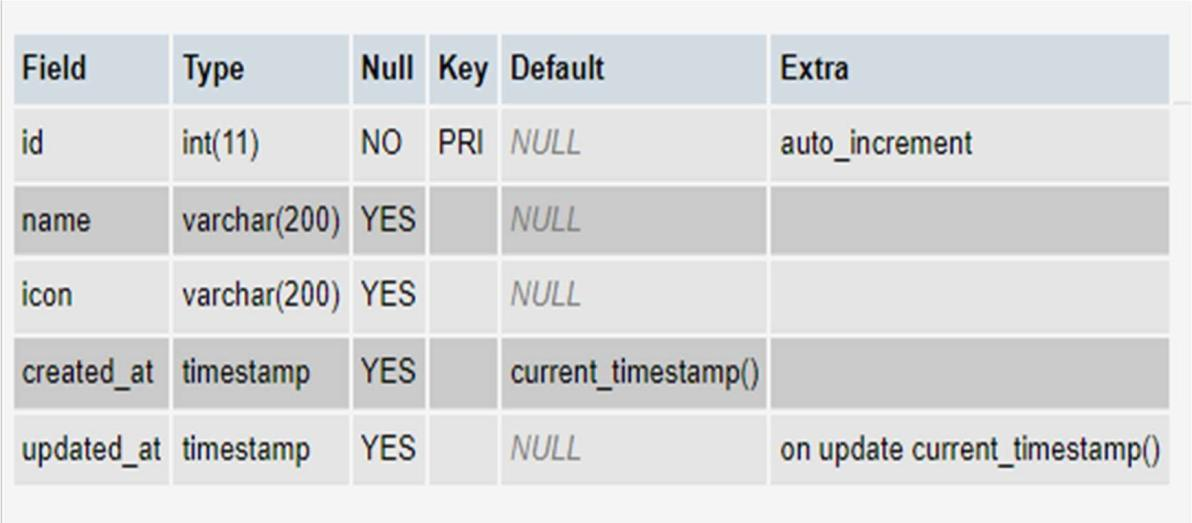 Field Type Null Key Default Extra
id int(11) NO PRI NULL auto_increment
name varchar(200) YES NULL
icon varchar(200) YES NULL
created_at timestamp YES current_timestamp()
updated_at timestamp YES NULL on update current_timestamp()